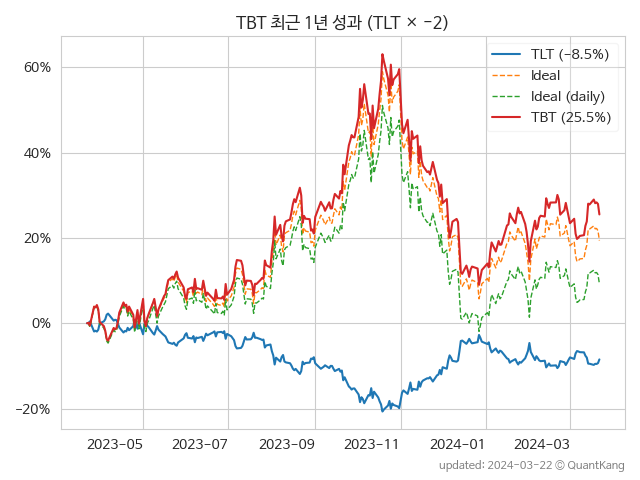 TBT 최근 1년 성과 (TLT × −2)
60%
40%
20%
0%
−20%
TLT (−8.5%)
Ideal
Ideal (daily)
TBT (25.5%)
2023−05
2023−07
2023−09
2023−11
2024−01
2024−03
updated: 2024−03−22 © QuantKang